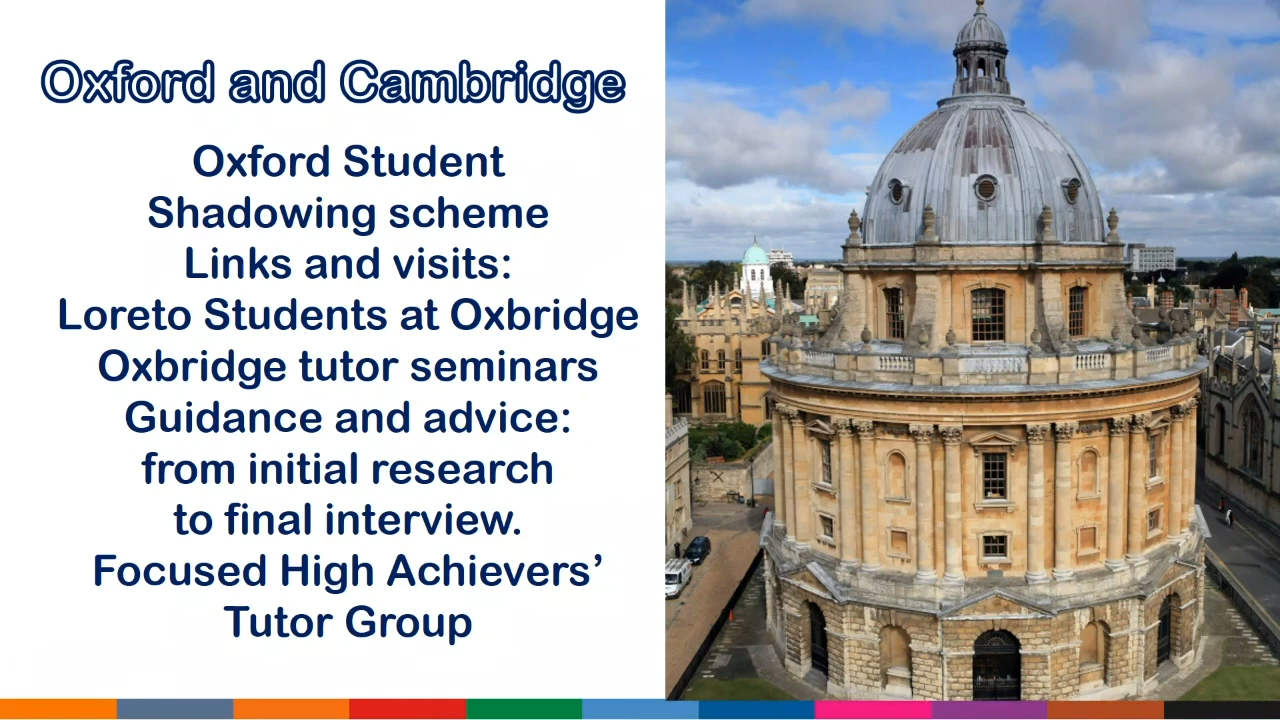 Oxford and Cambridge
Oxford Student
Shadowing scheme
Links and visits:
Loreto Students at Oxbridge
Oxbridge tutor seminars
Guidance and advice:
from initial research
to final interview.
Focused High Achievers’
Tutor Group